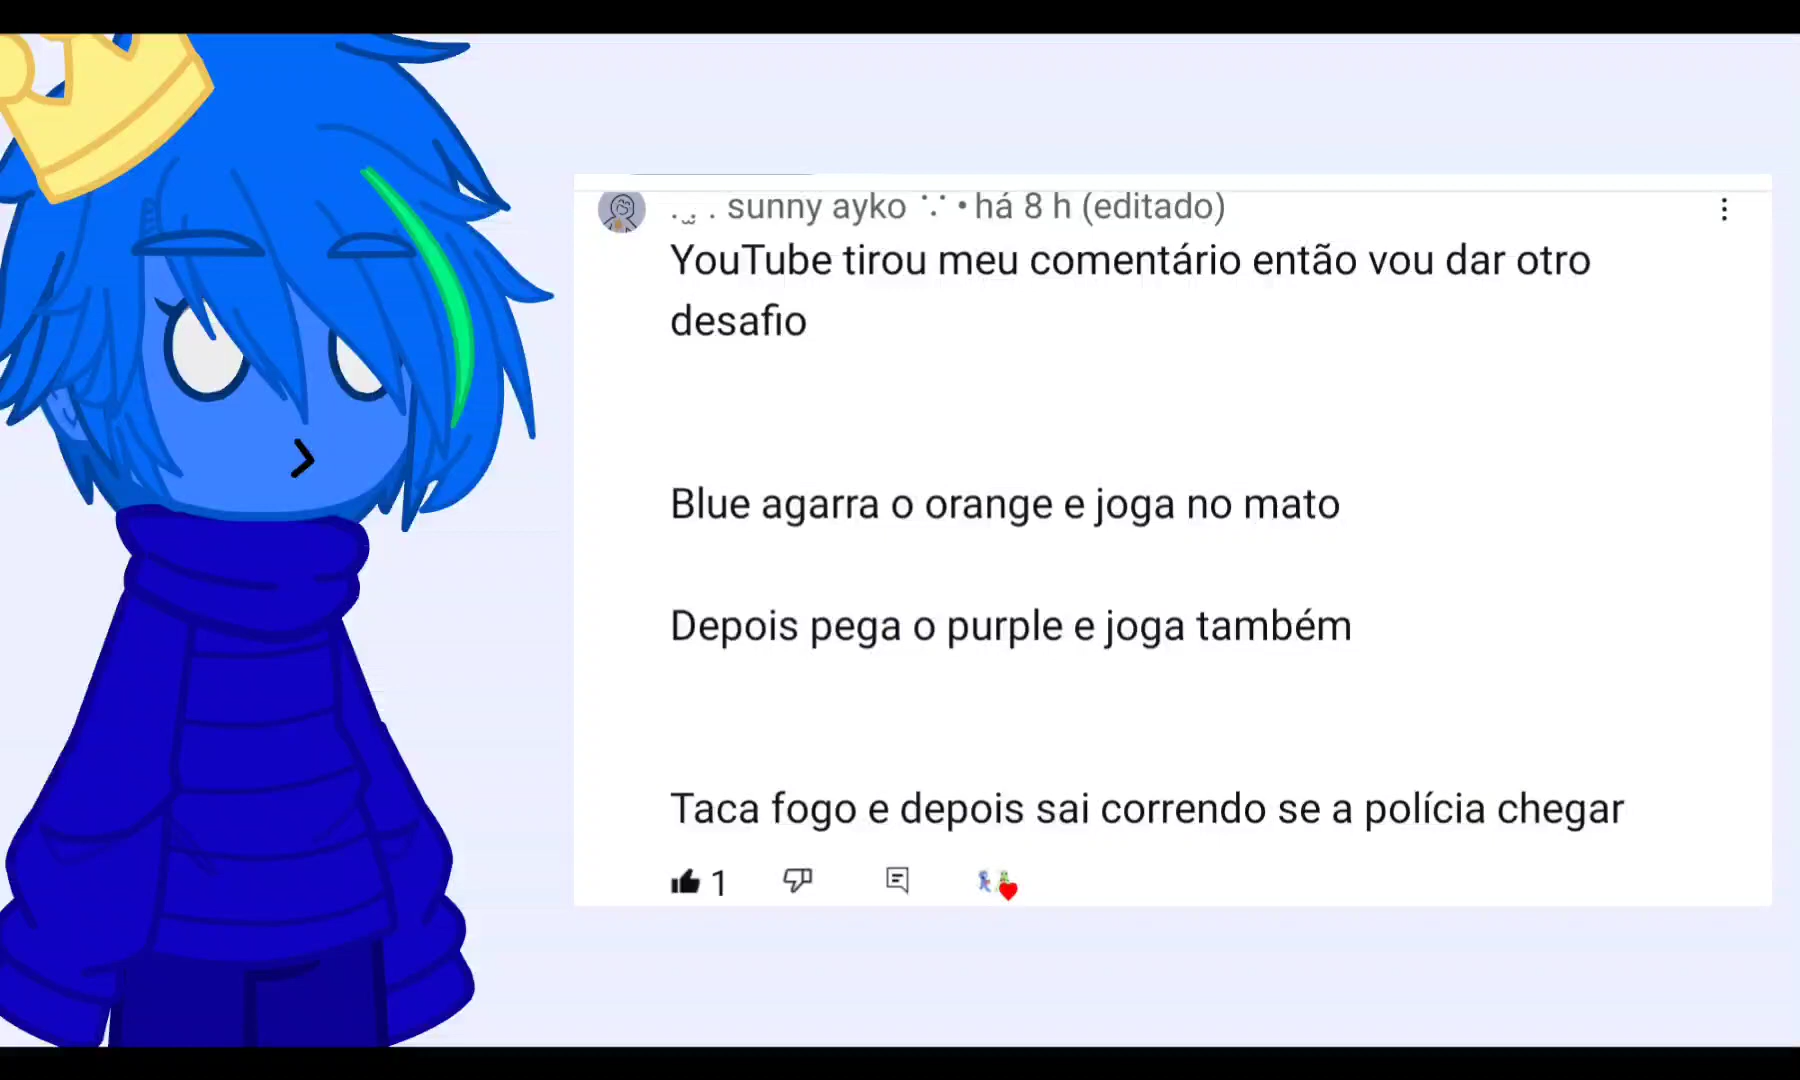 . ̮ . sunny ayko ∵ • há 8 h (editado)
YouTube tirou meu comentário então vou dar otro
desafio
Blue agarra o orange e joga no mato
Depois pega o purple e joga também
Taca fogo e depois sai correndo se a polícia chegar
1